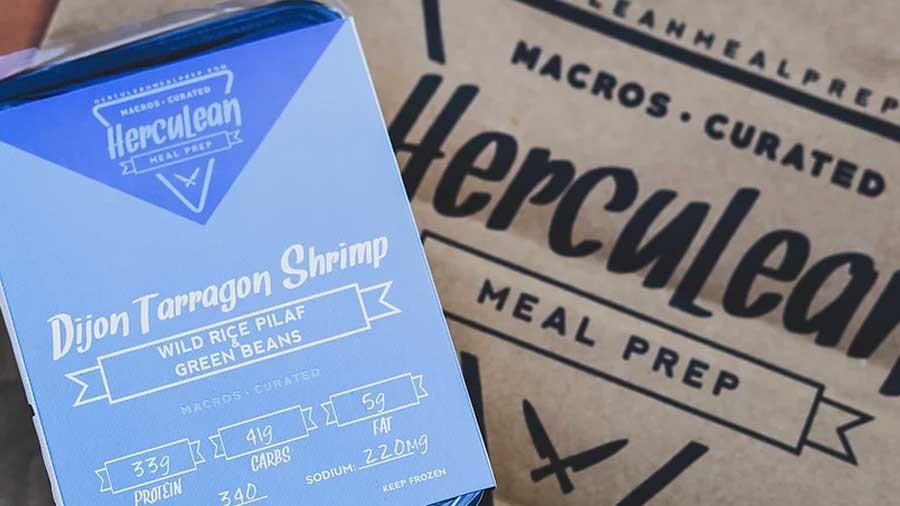 HERCULEANMEALPREP.COM
MACROS · CURATED
HercuLean
MEAL PREP
Dijon Tarragon Shrimp
WILD RICE PILAF
&
GREEN BEANS
MACROS · CURATED
33g
PROTEIN
41g
CARBS
5g
FAT
340
SODIUM: 220mg
KEEP FROZEN
LEANMEALPREP
MACROS · CURATED
HercuLean
MEAL PREP